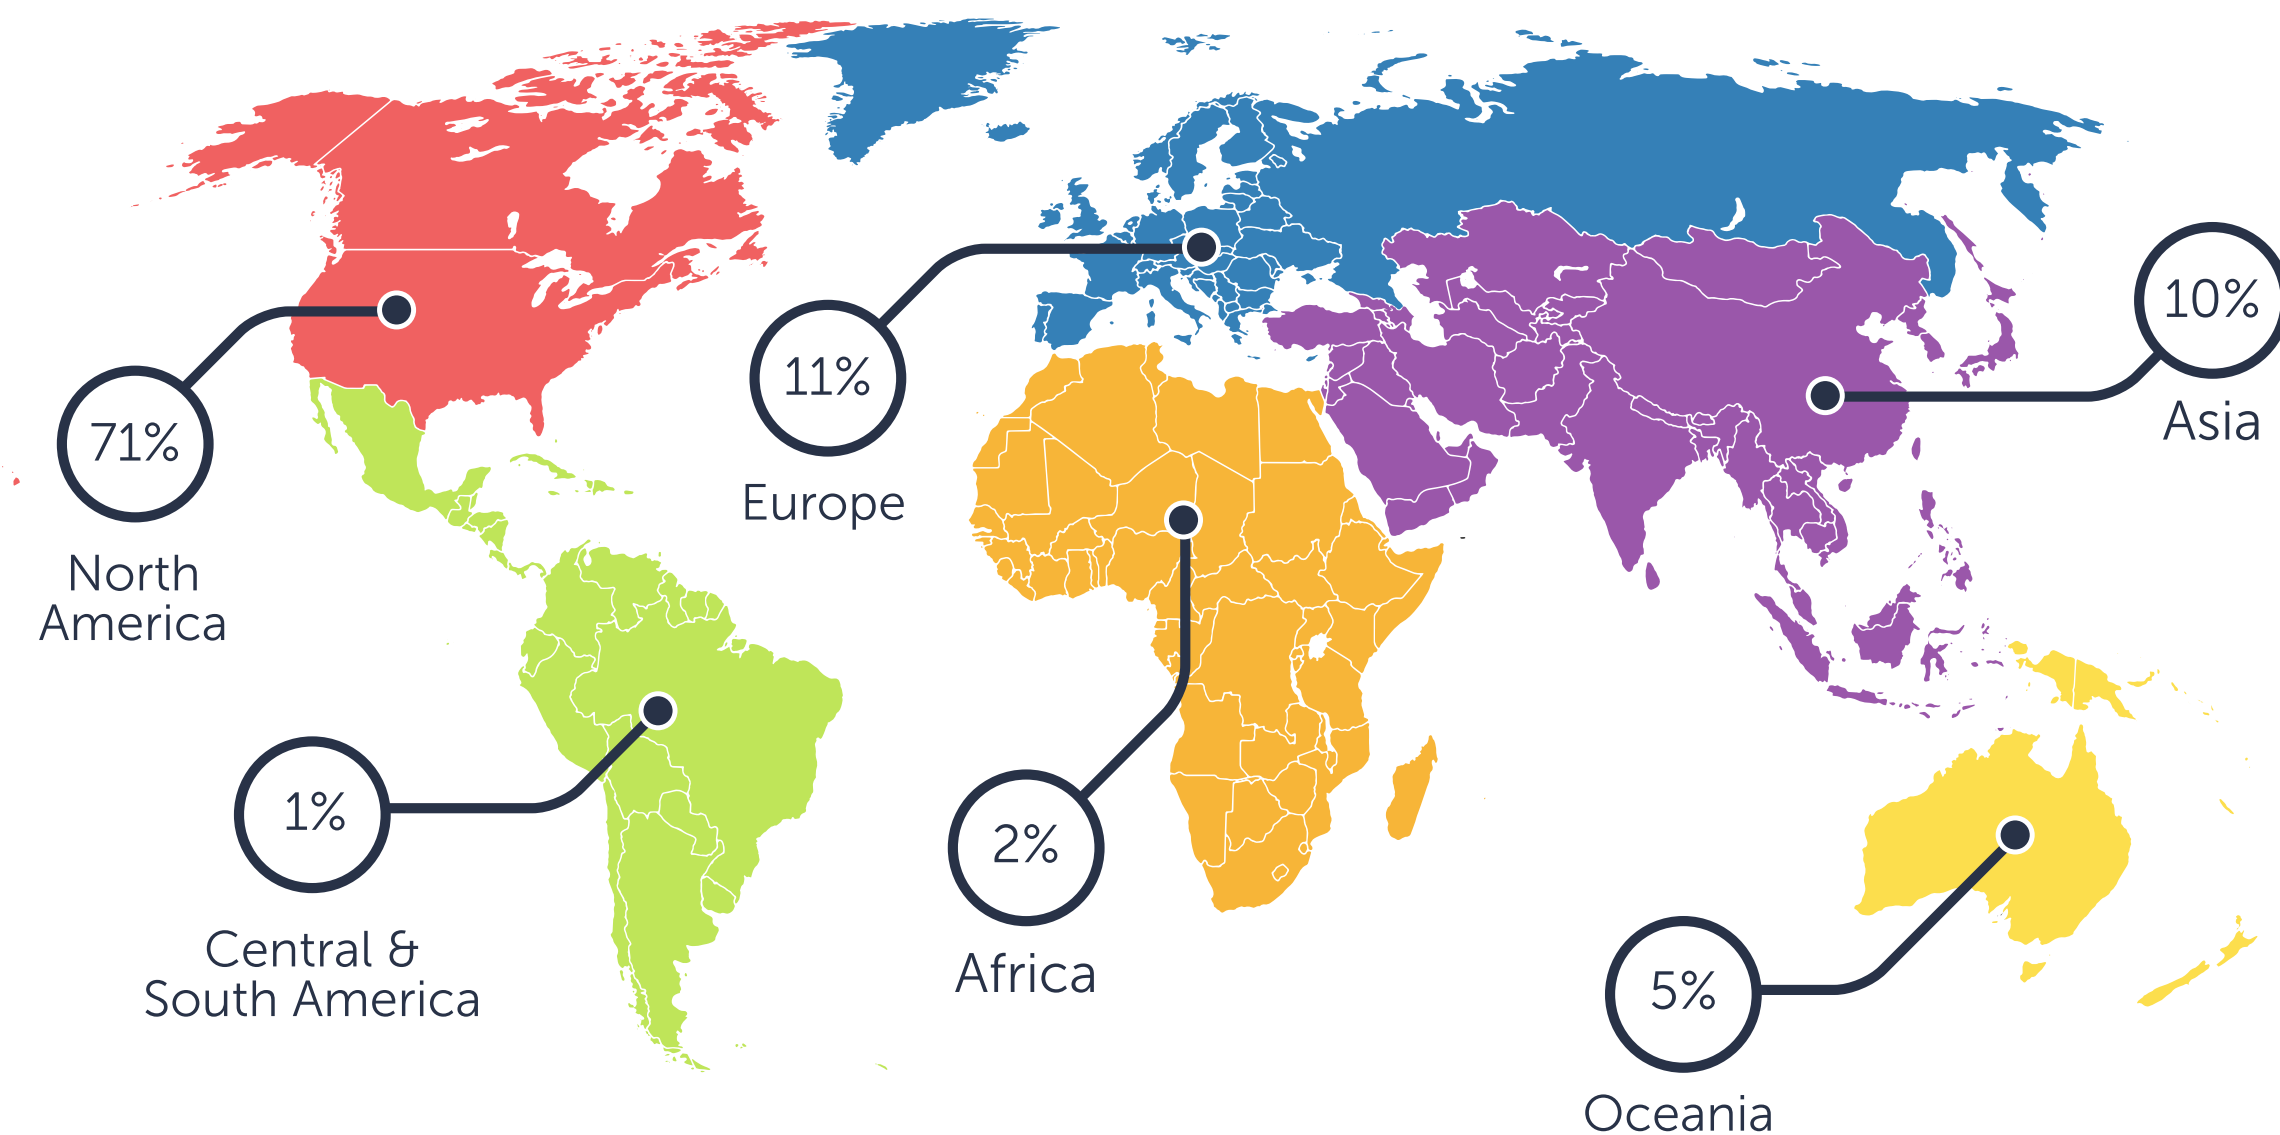 71%
North
America
11%
Europe
10%
Asia
1%
Central &
South America
2%
Africa
5%
Oceania